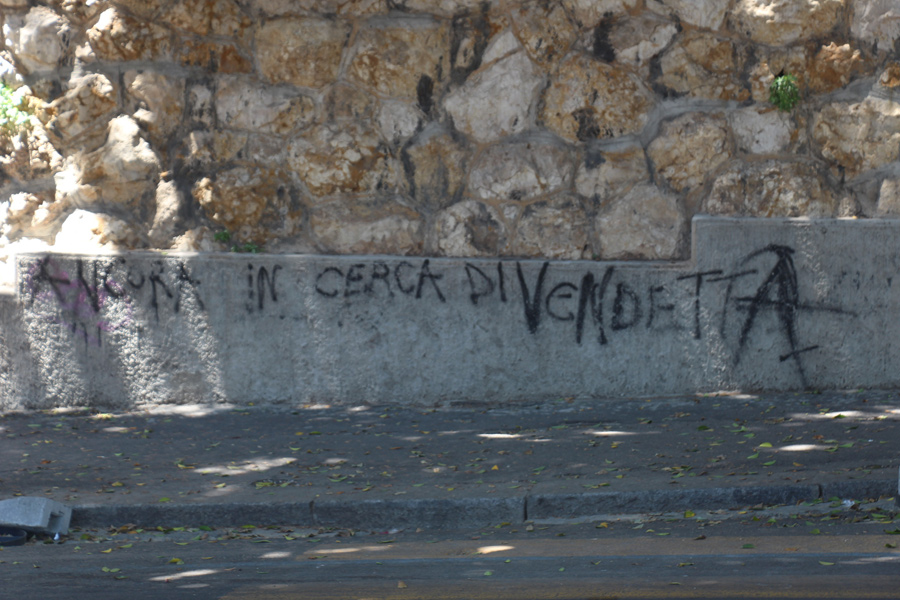 ANCORA IN CERCA DI VENDETTA